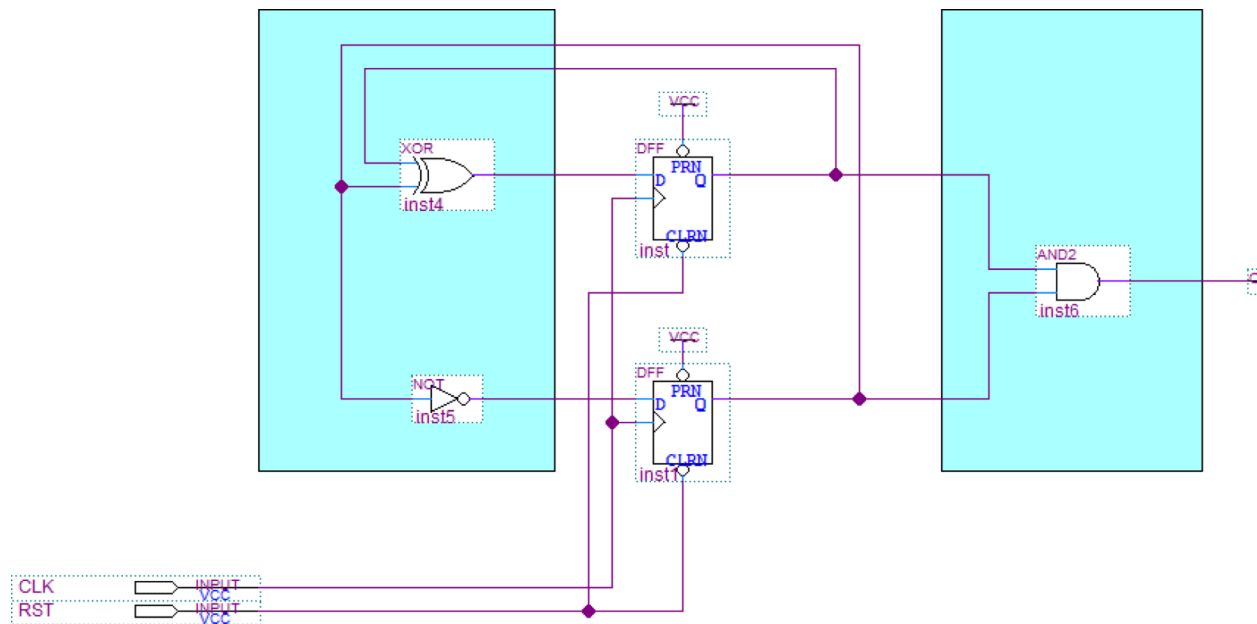 VCC
XOR
inst4
DFF
PRN
D
Q
CLRN
inst
AND2
inst6
VCC
NOT
inst5
DFF
PRN
D
Q
CLRN
inst1
CLK
INPUT
VCC
RST
INPUT
VCC